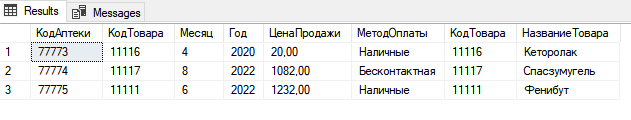 Results Messages
КодАптеки КодТовара Месяц Год ЦенаПродажи МетодОплаты КодТовара НазваниеТовара
1 77773 11116 4 2020 20,00 Наличные 11116 Кеторолак
2 77774 11117 8 2022 1082,00 Бесконтактная 11117 Спасзумугель
3 77775 11111 6 2022 1232,00 Наличные 11111 Фенибут